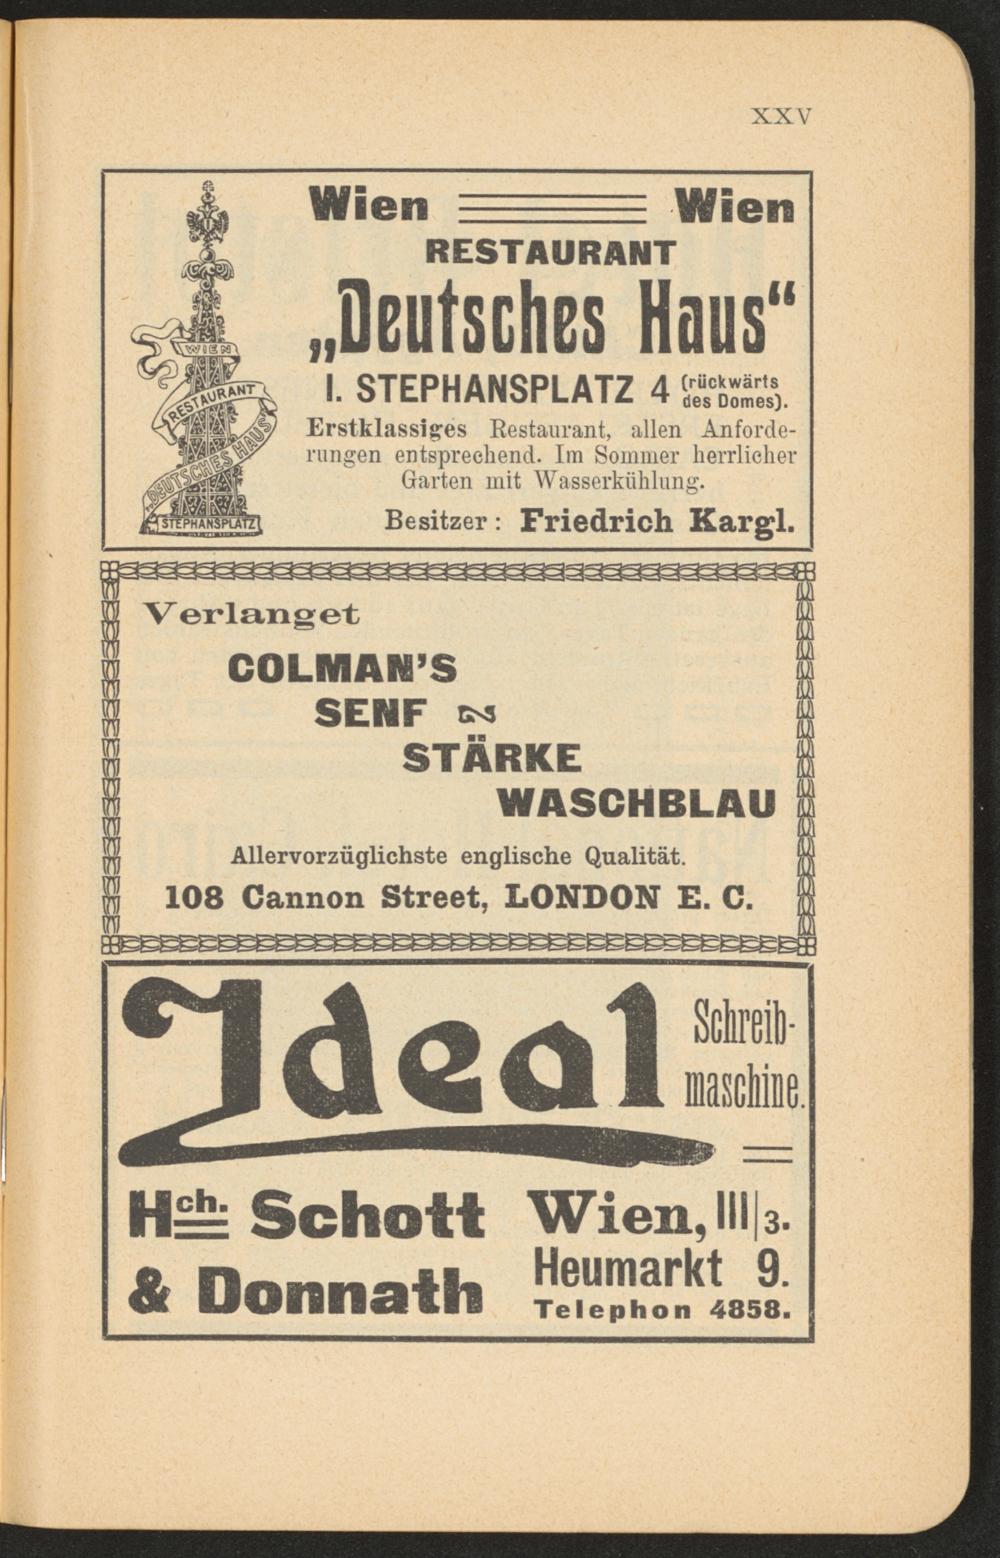 XXV
Wien Wien
RESTAURANT
„Deutsches Haus“
I. STEPHANSPLATZ 4 (rückwärts
des Domes).
Erstklassiges Restaurant, allen Anforde-
rungen entsprechend. Im Sommer herrlicher
Garten mit Wasserkühlung.
Besitzer: Friedrich Kargl.
WIEN
RESTAURANT
„DEUTSCHES HAUS“
STEPHANSPLATZ
Verlanget
COLMAN'S
SENF
STÄRKE
WASCHBLAU
Allervorzüglichste englische Qualität.
108 Cannon Street, LONDON E. C.
Ideal
Schreib-
maschine.
Hch. Schott
& Donnath
Wien, III|3.
Heumarkt 9.
Telephon 4858.